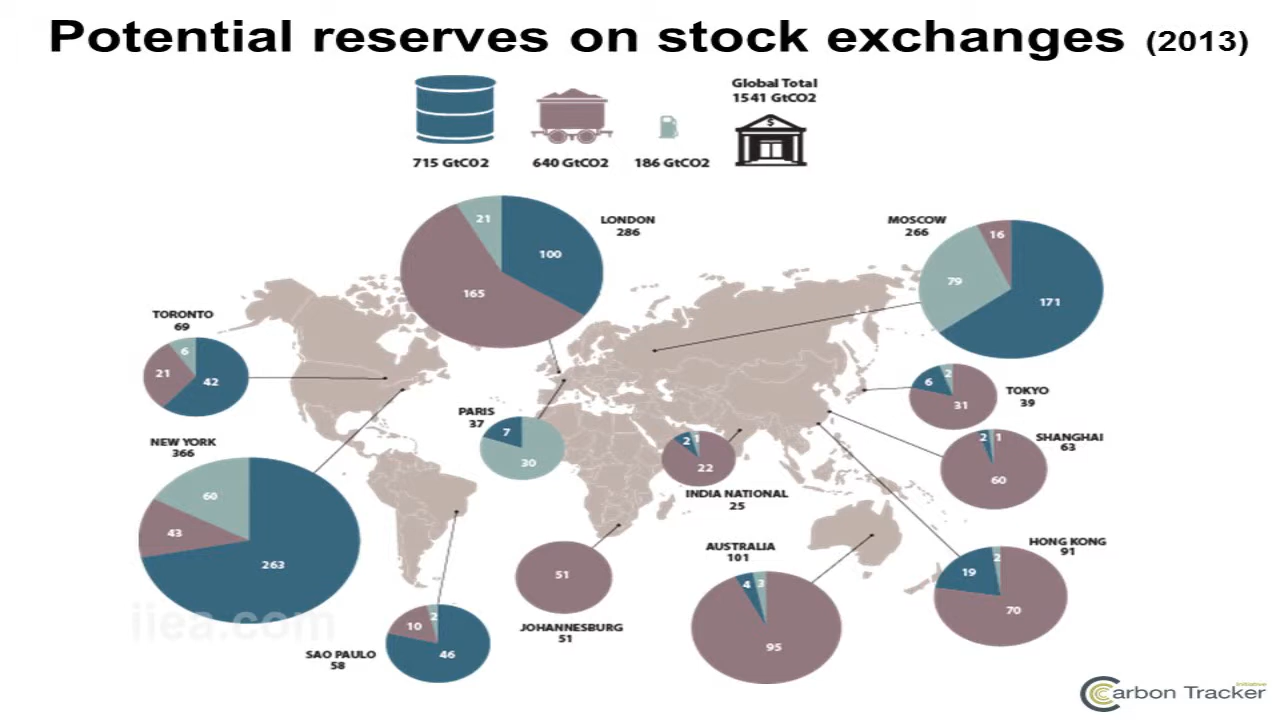 Potential reserves on stock exchanges (2013)
Global Total
1541 GtCO2
715 GtCO2
640 GtCO2
186 GtCO2
$
LONDON
286
21
100
165
MOSCOW
266
16
79
171
TORONTO
69
6
21
42
PARIS
37
7
30
TOKYO
39
2
6
31
NEW YORK
366
60
43
263
INDIA NATIONAL
25
2
1
22
SHANGHAI
63
2
1
60
AUSTRALIA
101
4
3
95
HONG KONG
91
2
19
70
51
JOHANNESBURG
51
SAO PAULO
58
2
10
46
iiea.com
Carbon Tracker
Initiative